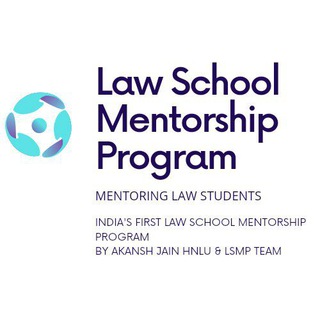 Law School
Mentorship
Program
MENTORING LAW STUDENTS
INDIA'S FIRST LAW SCHOOL MENTORSHIP
PROGRAM
BY AKANSH JAIN HNLU & LSMP TEAM